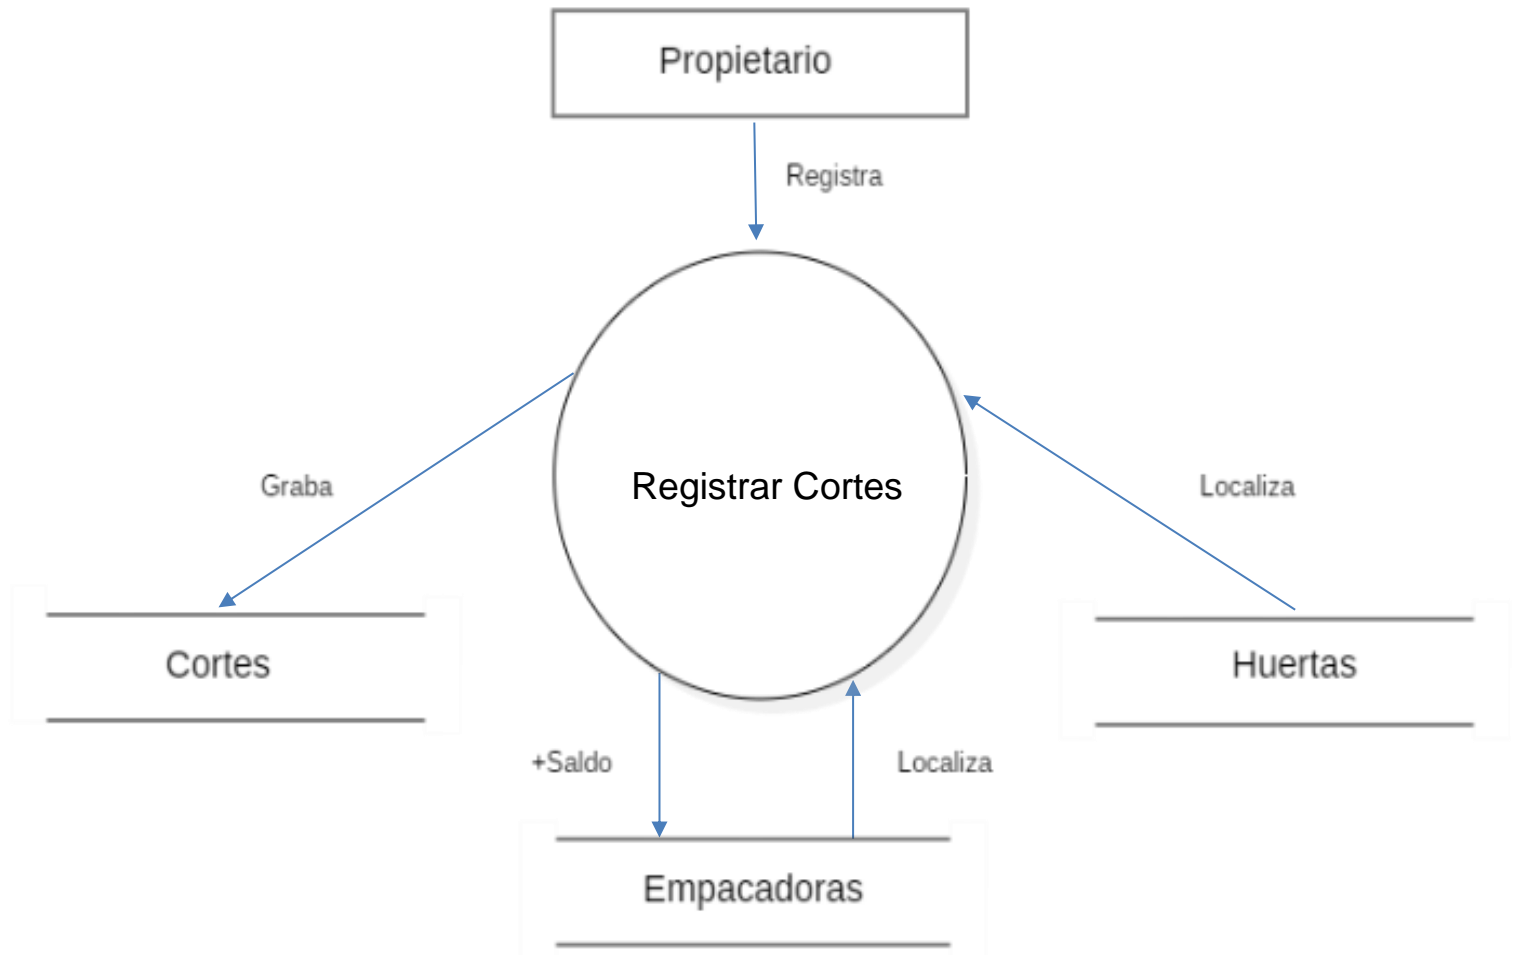 Propietario
Registra
Registrar Cortes
Graba
Localiza
Cortes
Huertas
+Saldo
Localiza
Empacadoras